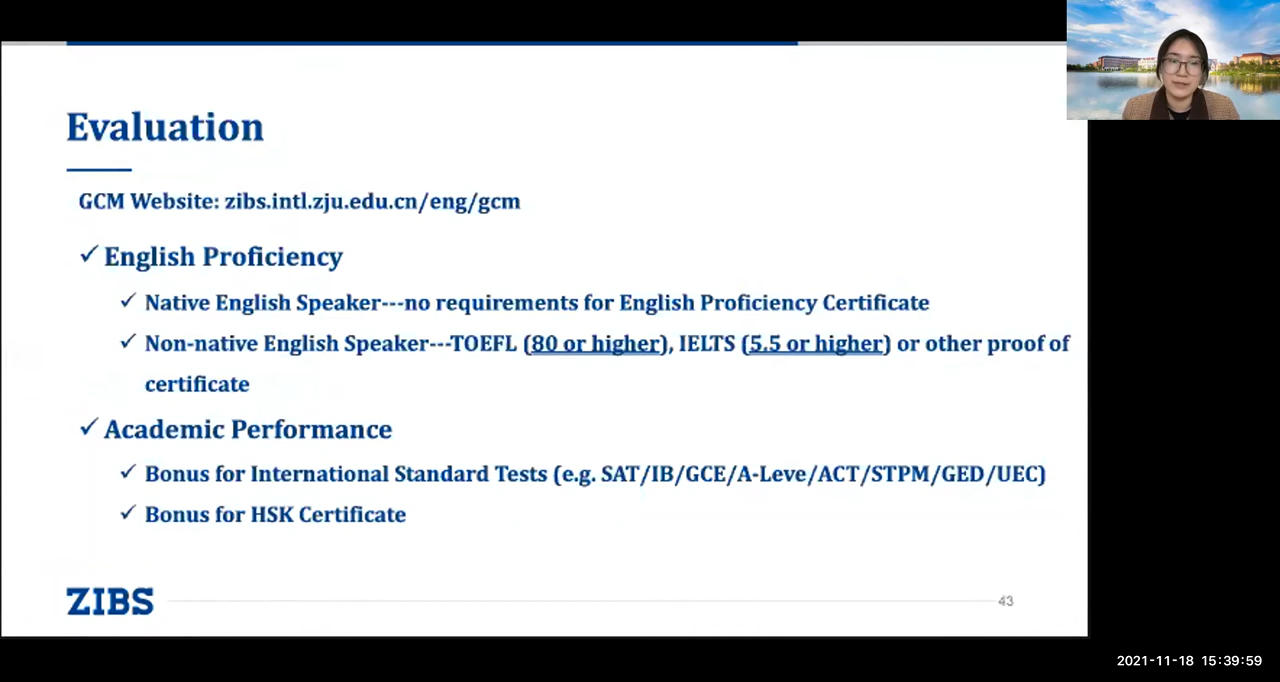 Evaluation
GCM Website: zibs.intl.zju.edu.cn/eng/gcm
✓ English Proficiency
✓ Native English Speaker---no requirements for English Proficiency Certificate
✓ Non-native English Speaker---TOEFL (80 or higher), IELTS (5.5 or higher) or other proof of
certificate
✓ Academic Performance
✓ Bonus for International Standard Tests (e.g. SAT/IB/GCE/A-Leve/ACT/STPM/GED/UEC)
✓ Bonus for HSK Certificate
ZIBS
43
2021-11-18 15:39:59